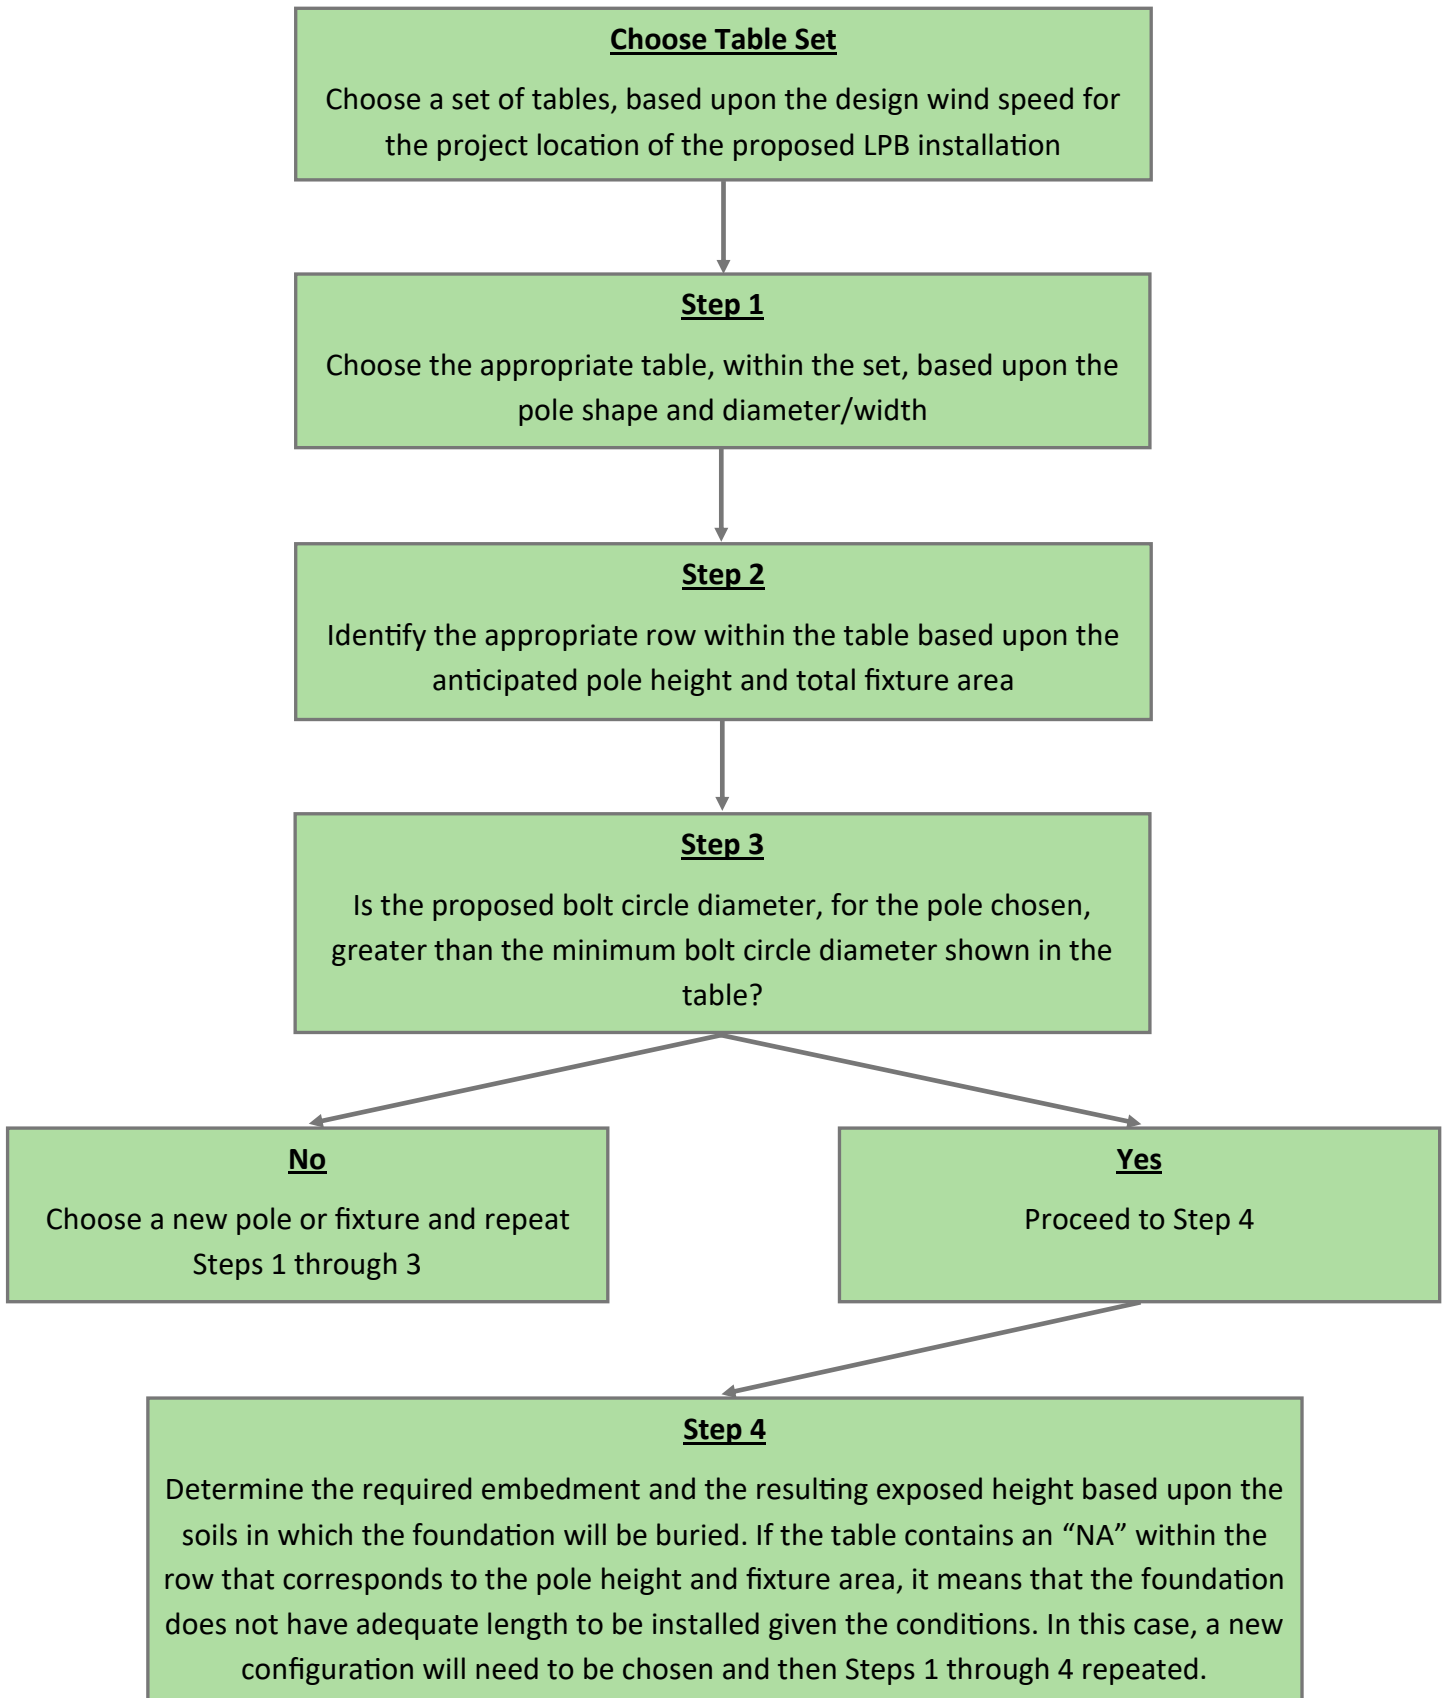 Choose Table Set
Choose a set of tables, based upon the design wind speed for
the project location of the proposed LPB installation
Step 1
Choose the appropriate table, within the set, based upon the
pole shape and diameter/width
Step 2
Identify the appropriate row within the table based upon the
anticipated pole height and total fixture area
Step 3
Is the proposed bolt circle diameter, for the pole chosen,
greater than the minimum bolt circle diameter shown in the
table?
No
Choose a new pole or fixture and repeat
Steps 1 through 3
Yes
Proceed to Step 4
Step 4
Determine the required embedment and the resulting exposed height based upon the
soils in which the foundation will be buried. If the table contains an “NA” within the
row that corresponds to the pole height and fixture area, it means that the foundation
does not have adequate length to be installed given the conditions. In this case, a new
configuration will need to be chosen and then Steps 1 through 4 repeated.